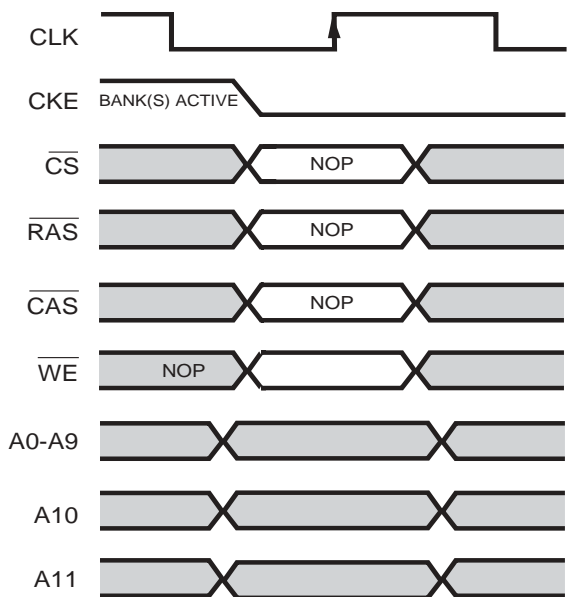 CLK
CKE BANK(S) ACTIVE
CS NOP
RAS NOP
CAS NOP
WE NOP
A0-A9
A10
A11